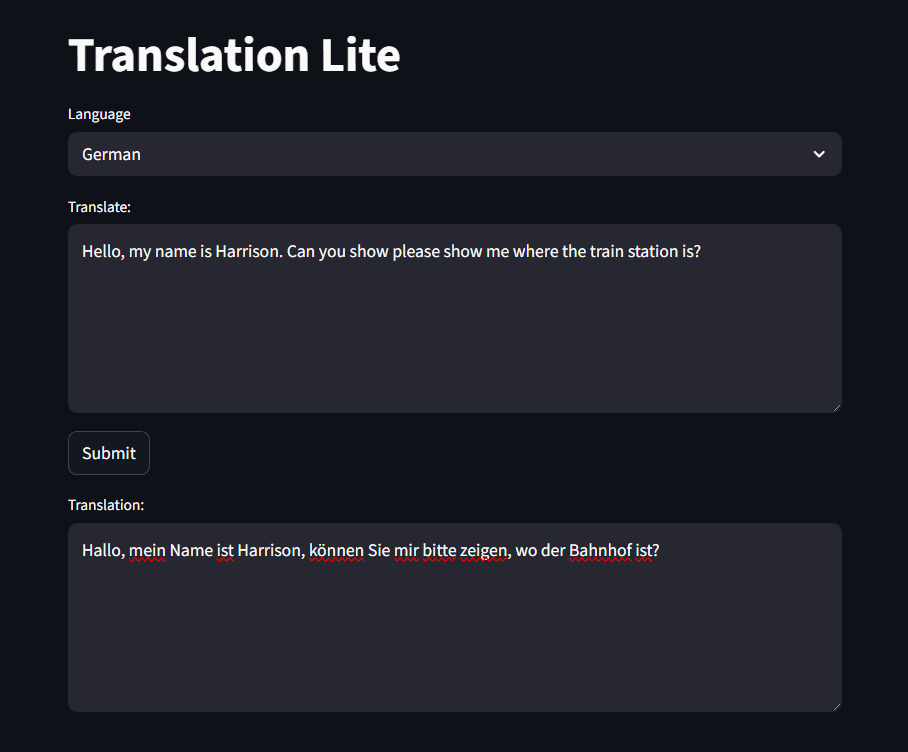 Translation Lite
Language
German
Translate:
Hello, my name is Harrison. Can you show please show me where the train station is?
Submit
Translation:
Hallo, mein Name ist Harrison, können Sie mir bitte zeigen, wo der Bahnhof ist?